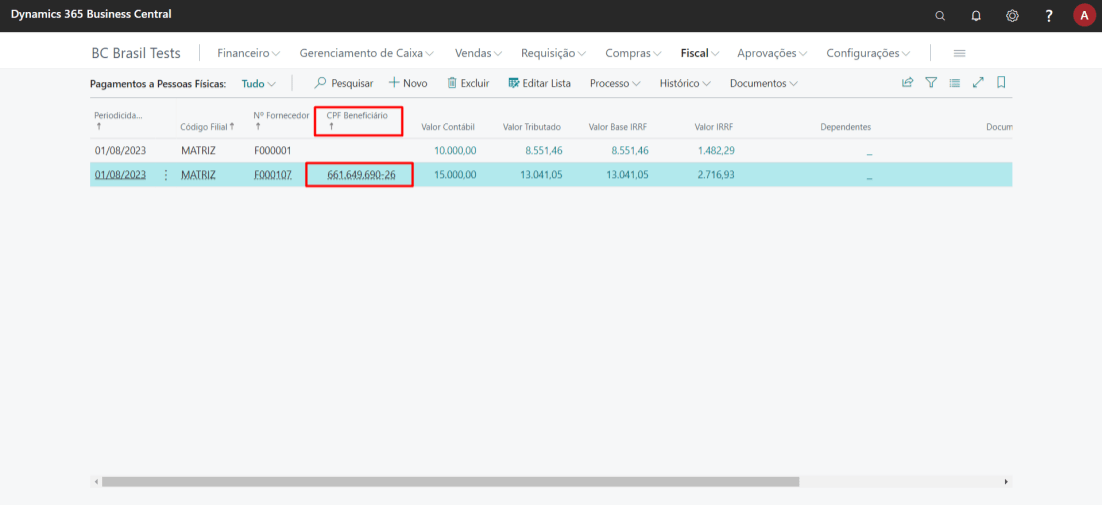 Dynamics 365 Business Central
? A
BC Brasil Tests Financeiro Gerenciamento de Caixa Vendas Requisição Compras Fiscal Aprovações Configurações
Pagamentos a Pessoas Físicas: Tudo Pesquisar Novo Excluir Editar Lista Processo Histórico Documentos
Periodicida... ↑ Código Filial ↑ Nº Fornecedor ↑ CPF Beneficiário ↑ Valor Contábil Valor Tributado Valor Base IRRF Valor IRRF Dependentes Docum
01/08/2023 MATRIZ F000001 10.000,00 8.551,46 8.551,46 1.482,29 _
01/08/2023 MATRIZ F000107 661.649.690-26 15.000,00 13.041,05 13.041,05 2.716,93 _